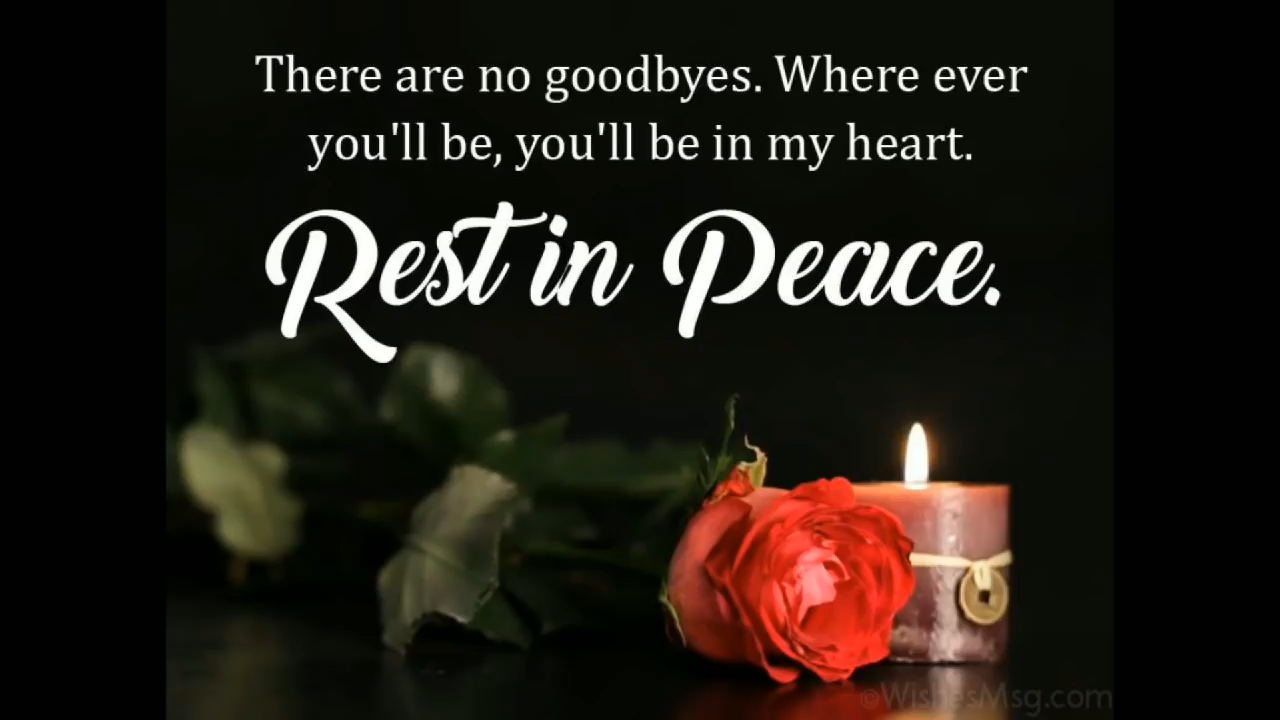 There are no goodbyes. Where ever
you'll be, you'll be in my heart.
Rest in Peace.
©WishesMsg.com